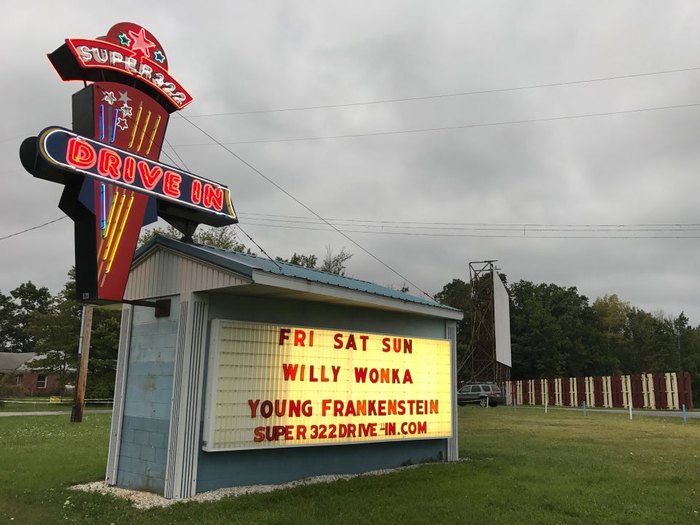 SUPER 322
DRIVE IN
FRI SAT SUN
WILLY WONKA
YOUNG FRANKENSTEIN
SUPER322DRIVE-IN.COM